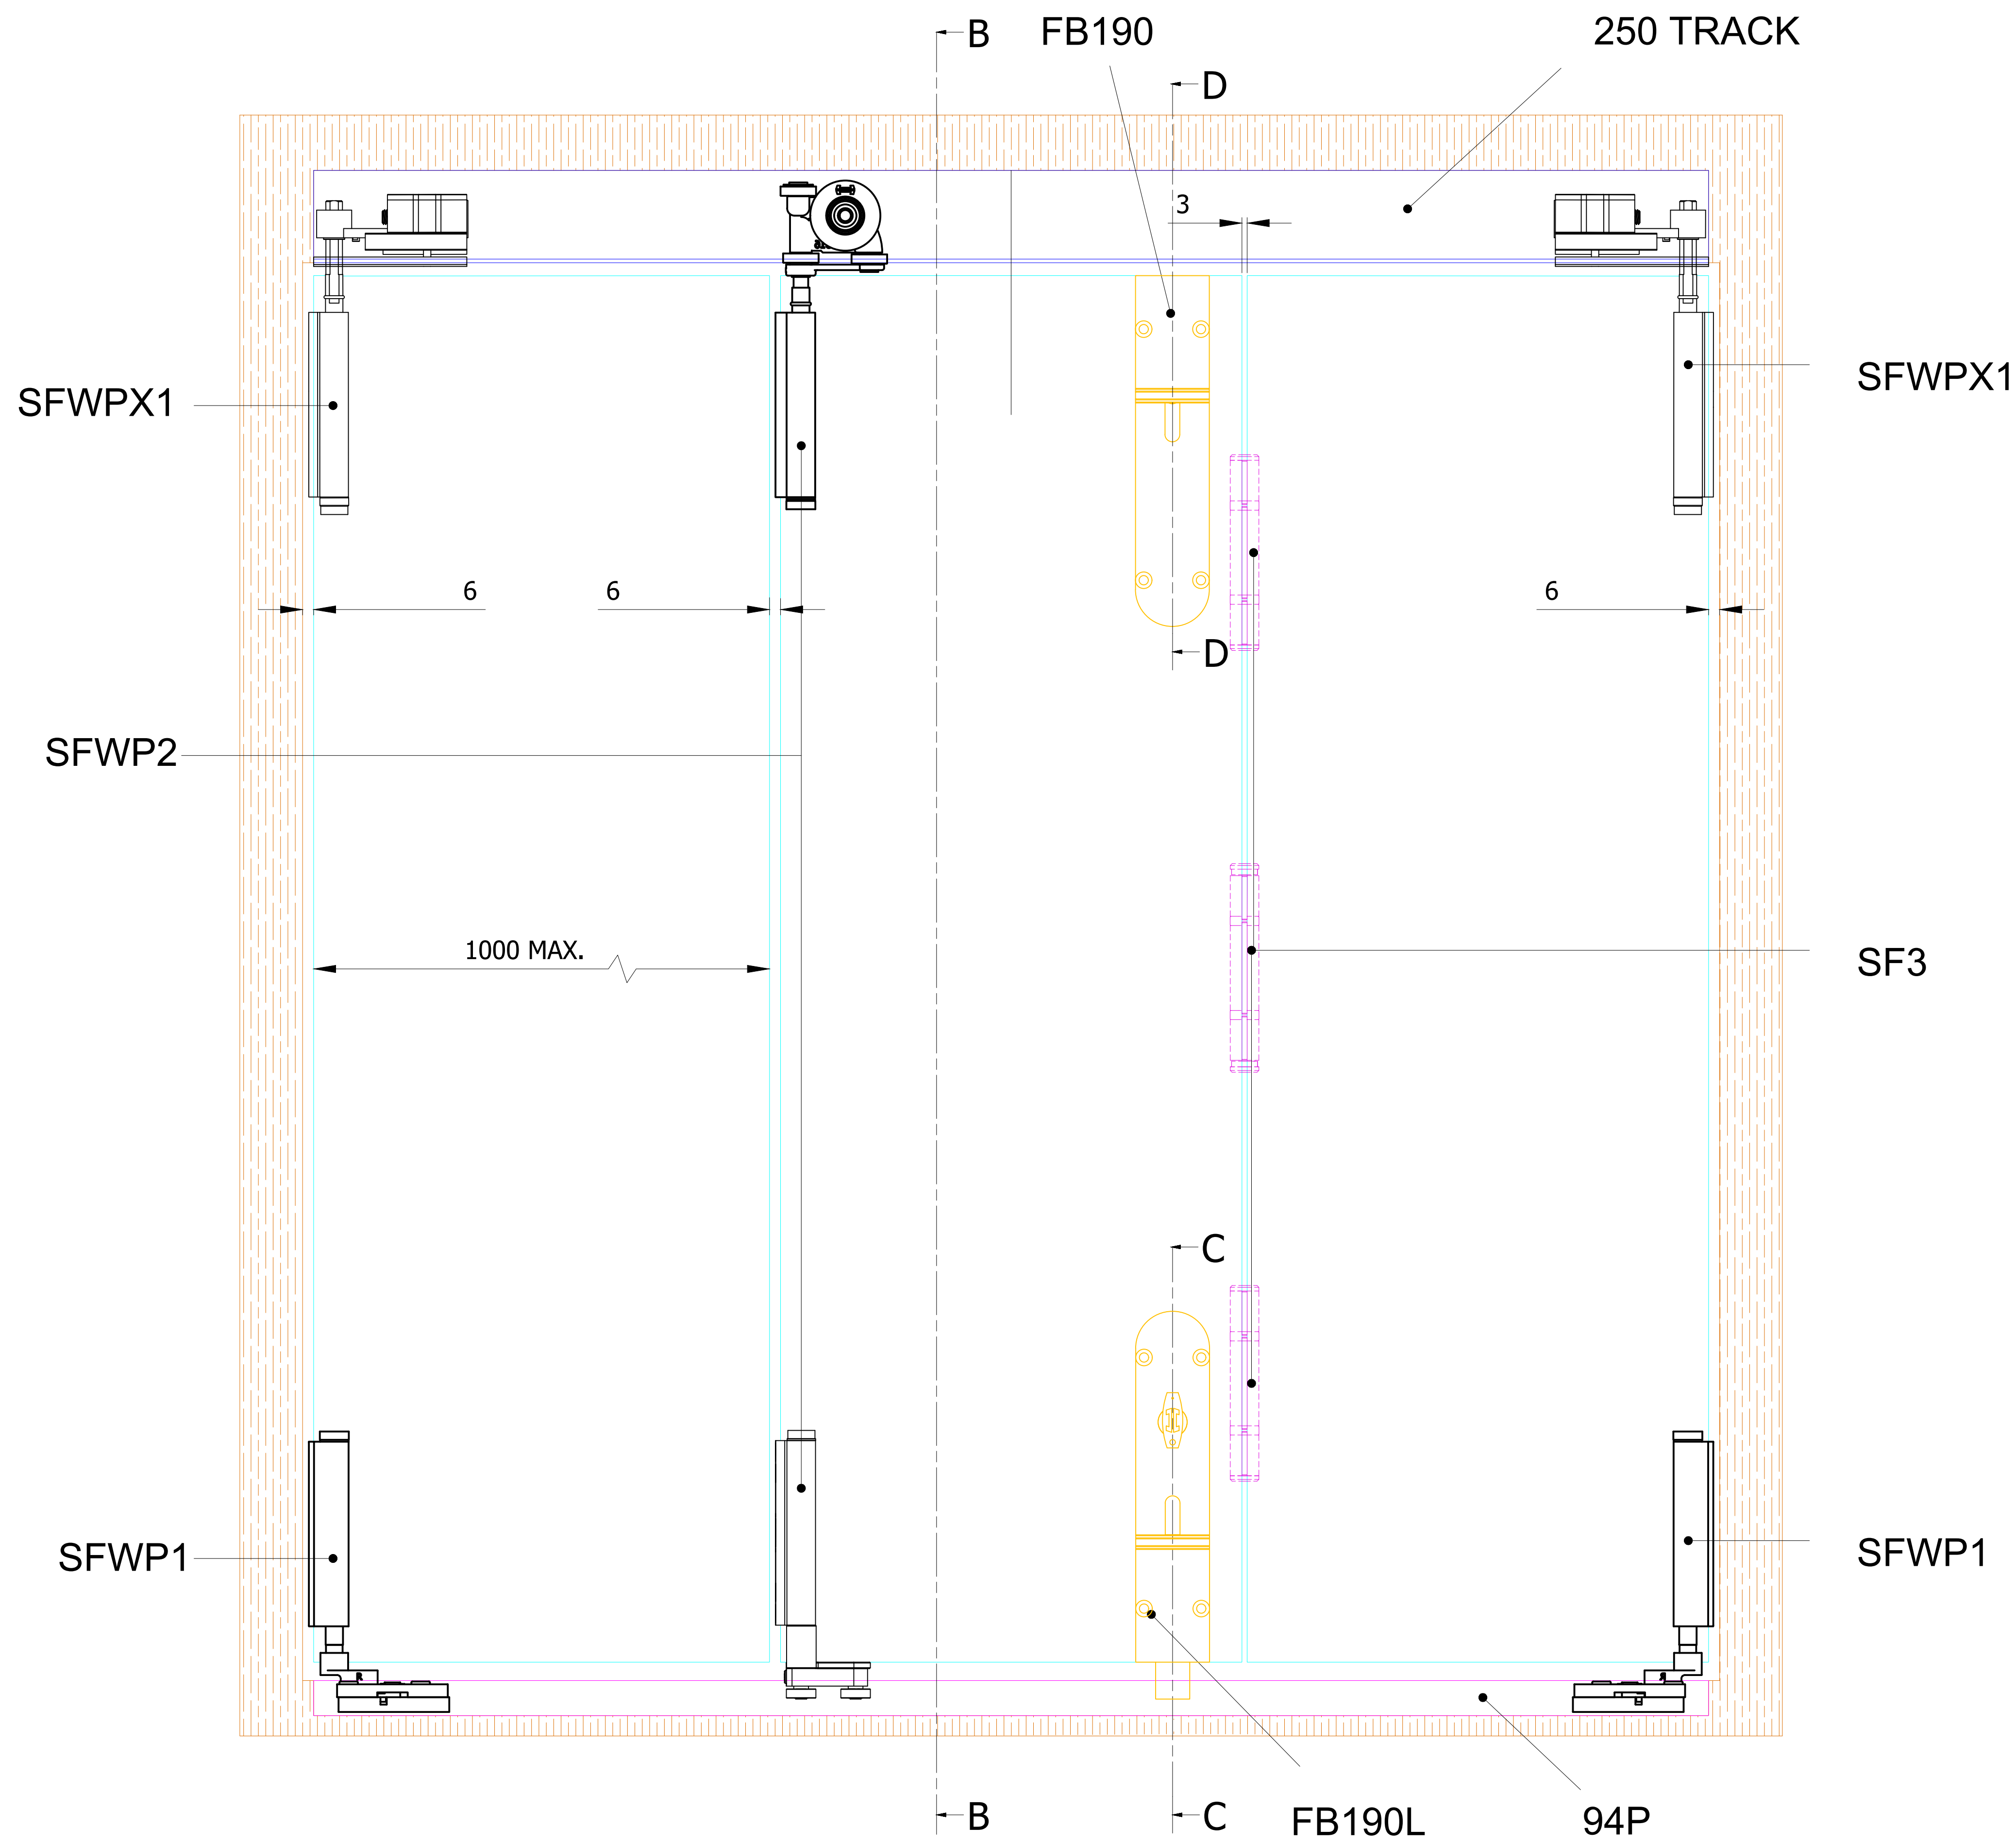 B
FB190
250 TRACK
D
3
SFWPX1
SFWPX1
6
6
6
D
SFWP2
1000 MAX.
SF3
C
SFWP1
SFWP1
B
C
FB190L
94P